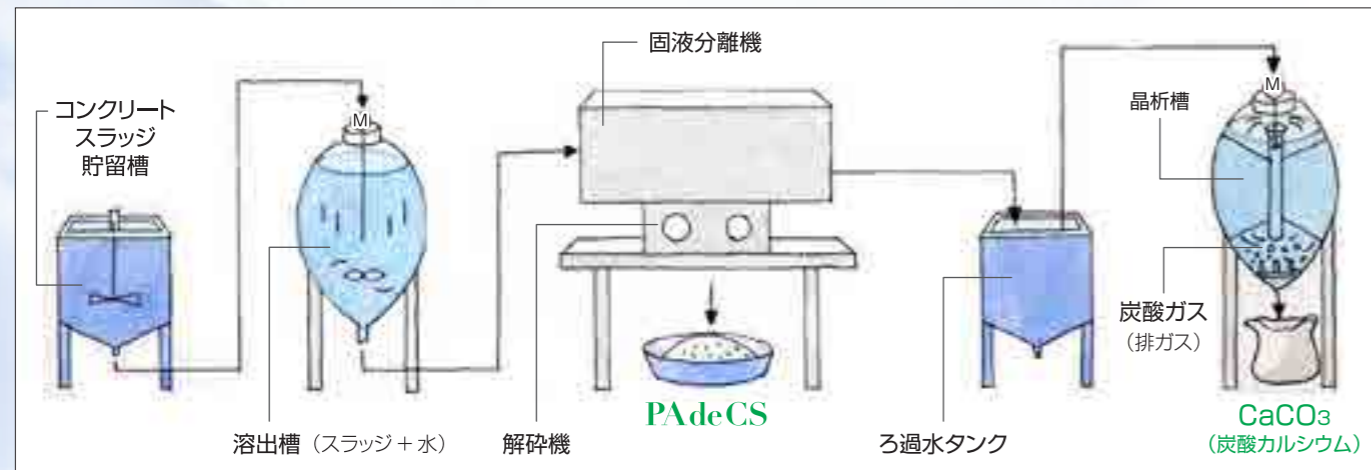 コンクリート
スラッジ
貯留槽
M
溶出槽（スラッジ＋水）
固液分離機
解砕機
PAdeCS
ろ過水タンク
M
晶析槽
炭酸ガス
（排ガス）
CaCO3
（炭酸カルシウム）